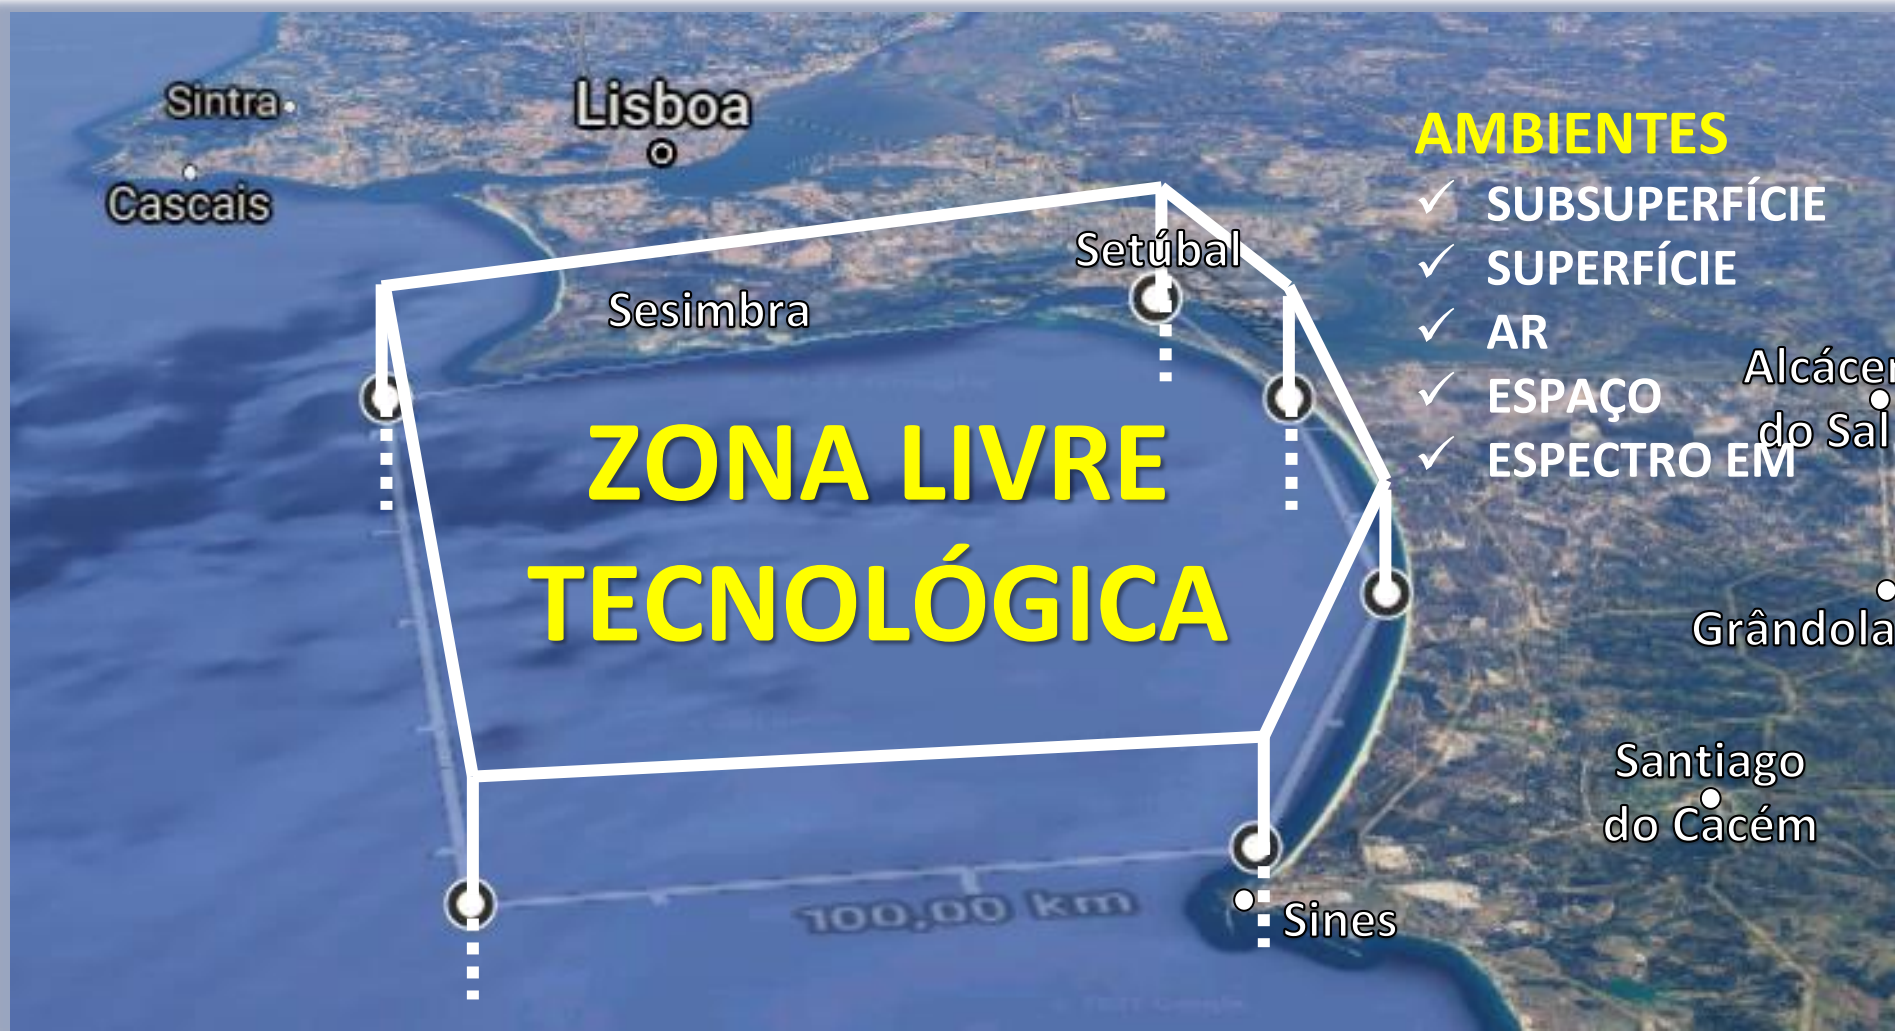 Sintra
Lisboa
Cascais
AMBIENTES
✓ SUBSUPERFÍCIE
✓ SUPERFÍCIE
✓ AR
✓ ESPAÇO
✓ ESPECTRO EM
Setúbal
Sesimbra
Alcácer
do Sal
ZONA LIVRE
TECNOLÓGICA
Grândola
Santiago
do Cacém
100,00 km
Sines